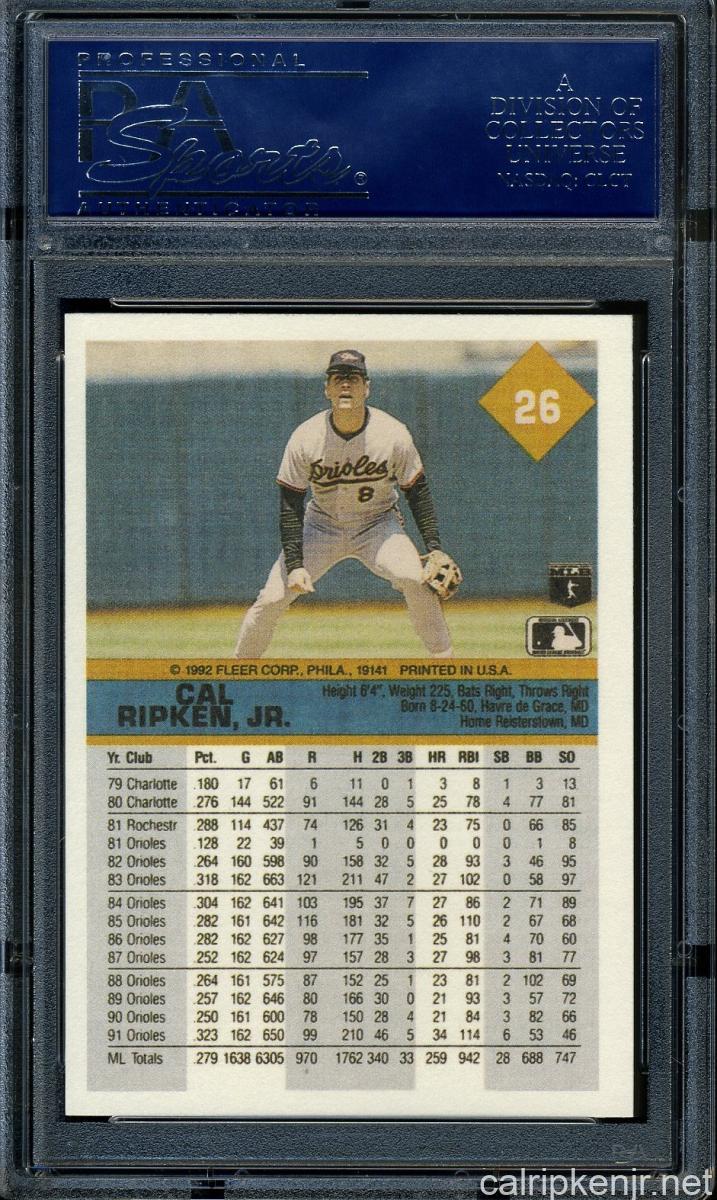 PROFESSIONAL
PSA
Sports®
AUTHENTICATOR
A
DIVISION OF
COLLECTORS
UNIVERSE
NASDAQ: CLCT
26
Orioles
8
MLB
© 1992 FLEER CORP., PHILA., 19141 PRINTED IN U.S.A.
CAL
RIPKEN, JR.
Height 6'4", Weight 225, Bats Right, Throws Right
Born 8-24-60, Havre de Grace, MD
Home Reisterstown, MD
Yr. Club Pct. G AB R H 2B 3B HR RBI SB BB SO
79 Charlotte .180 17 61 6 11 0 1 3 8 1 3 13
80 Charlotte .276 144 522 91 144 28 5 25 78 4 77 81
81 Rochestr .288 114 437 74 126 31 4 23 75 0 66 85
81 Orioles .128 22 39 1 5 0 0 0 0 0 1 8
82 Orioles .264 160 598 90 158 32 5 28 93 3 46 95
83 Orioles .318 162 663 121 211 47 2 27 102 0 58 97
84 Orioles .304 162 641 103 195 37 7 27 86 2 71 89
85 Orioles .282 161 642 116 181 32 5 26 110 2 67 68
86 Orioles .282 162 627 98 177 35 1 25 81 4 70 60
87 Orioles .252 162 624 97 157 28 3 27 98 3 81 77
88 Orioles .264 161 575 87 152 25 1 23 81 2 102 69
89 Orioles .257 162 646 80 166 30 0 21 93 3 57 72
90 Orioles .250 161 600 78 150 28 4 21 84 3 82 66
91 Orioles .323 162 650 99 210 46 5 34 114 6 53 46
ML Totals .279 1638 6305 970 1762 340 33 259 942 28 688 747
PSA
calripkenjr.net